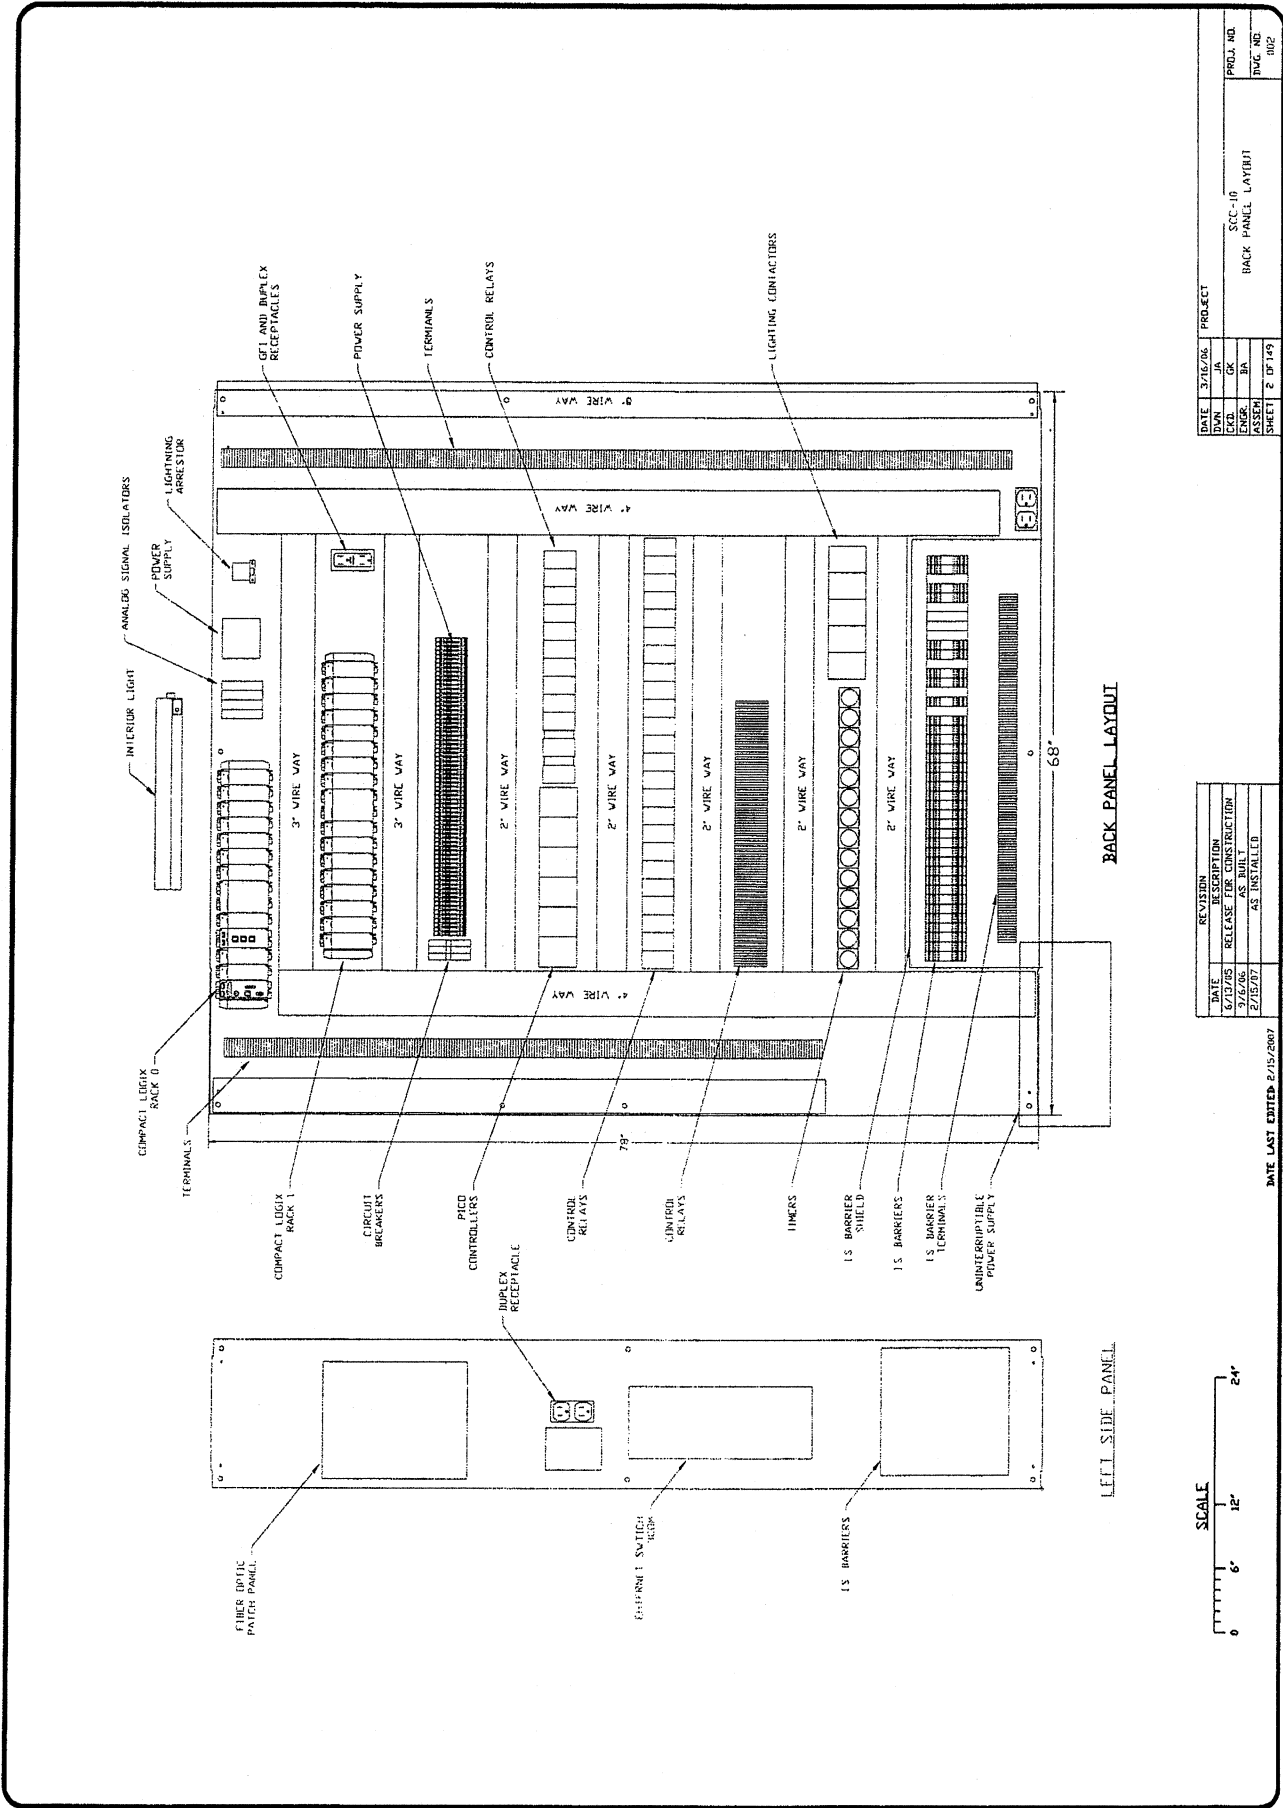 INTERIOR LIGHT
ANALOG SIGNAL ISOLATORS
POWER
SUPPLY
LIGHTNING
ARRESTOR
COMPACT LOGIX
RACK 0
TERMINALS
GFI AND DUPLEX
RECEPTACLES
POWER SUPPLY
TERMIANLS
CONTROL RELAYS
LIGHTING CONTACTORS
COMPACT LOGIX
RACK 1
CIRCUIT
BREAKERS
PICO
CONTROLLERS
CONTROL
RELAYS
CONTROL
RELAYS
TIMERS
IS BARRIER
SHIELD
IS BARRIERS
IS BARRIER
TERMINALS
UNINTERRUPTIBLE
POWER SUPPLY
3" WIRE WAY
3" WIRE WAY
2" WIRE WAY
2" WIRE WAY
2" WIRE WAY
2" WIRE WAY
2" WIRE WAY
4" WIRE WAY
4" WIRE WAY
WIRE WAY
78"
68"
BACK PANEL LAYOUT
FIBER OPTIC
PATCH PANEL
DUPLEX
RECEPTACLE
IS BARRIERS
LEFT SIDE PANEL
SCALE
0 6" 12" 24"
DATE LAST EDITED: 2/15/2007
REVISION
DATE DESCRIPTION
6/13/05 RELEASE FOR CONSTRUCTION
9/6/06 AS BUILT
2/15/07 AS INSTALLED
DATE 3/16/06 PROJECT
DWN JA
CKD. GK
ENGR. BA
ASSEM
SHEET 2 OF 149
SCC-10
BACK PANEL LAYOUT
PROJ. NO.
DWG. NO.
002